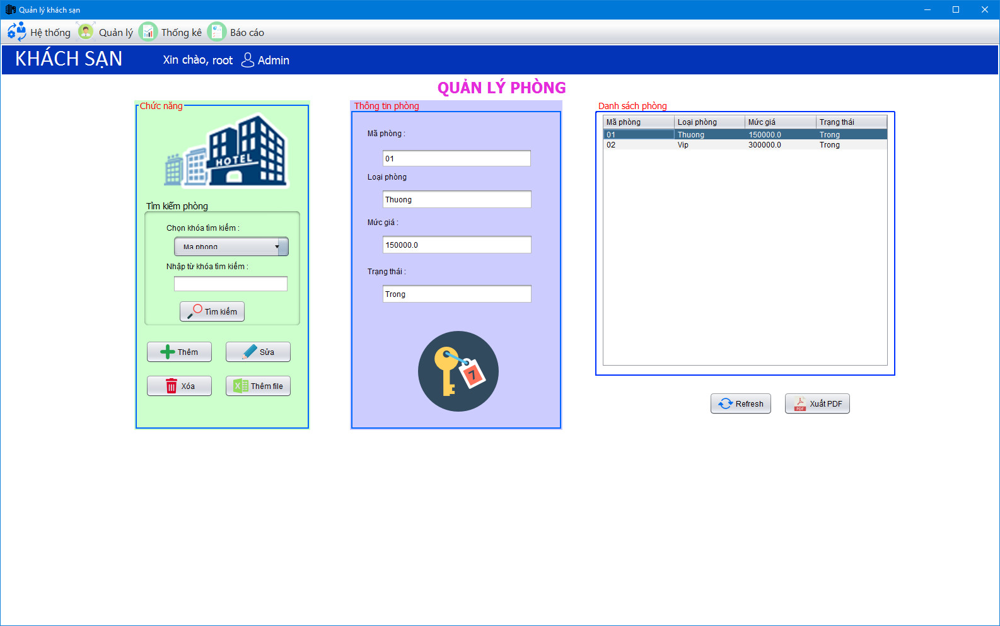 Quản lý khách sạn
Hệ thống Quản lý Thống kê Báo cáo
KHÁCH SẠN Xin chào, root Admin
QUẢN LÝ PHÒNG
Chức năng
HOTEL
Tìm kiếm phòng
Chọn khóa tìm kiếm :
Ma phong
Nhập từ khóa tìm kiếm :
Tìm kiếm
Thêm Sửa
Xóa Thêm file
Thông tin phòng
Mã phòng :
01
Loại phòng
Thuong
Mức giá :
150000.0
Trạng thái :
Trong
7
Danh sách phòng
Mã phòng Loại phòng Mức giá Trạng thái
01 Thuong 150000.0 Trong
02 Vip 300000.0 Trong
Refresh PDF Xuất PDF